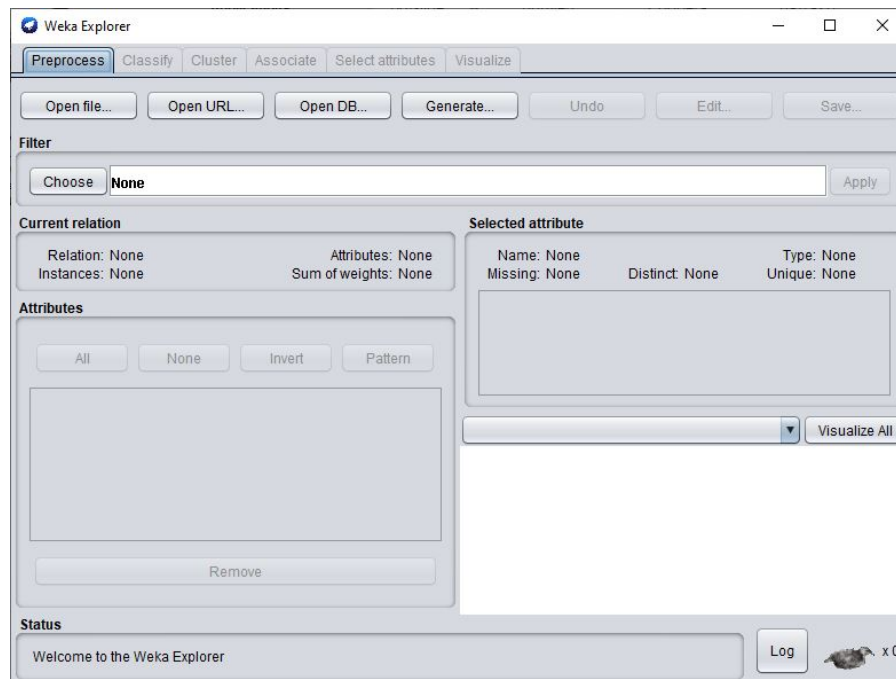 Weka Explorer
Preprocess Classify Cluster Associate Select attributes Visualize
Open file... Open URL... Open DB... Generate... Undo Edit... Save...
Filter
Choose None Apply
Current relation
Relation: None Attributes: None
Instances: None Sum of weights: None
Selected attribute
Name: None Type: None
Missing: None Distinct: None Unique: None
Attributes
All None Invert Pattern
Remove
Visualize All
Status
Welcome to the Weka Explorer
Log x 0